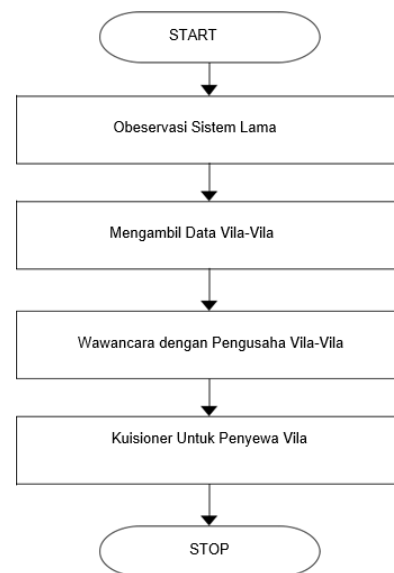 START
Obeservasi Sistem Lama
Mengambil Data Vila-Vila
Wawancara dengan Pengusaha Vila-Vila
Kuisioner Untuk Penyewa Vila
STOP